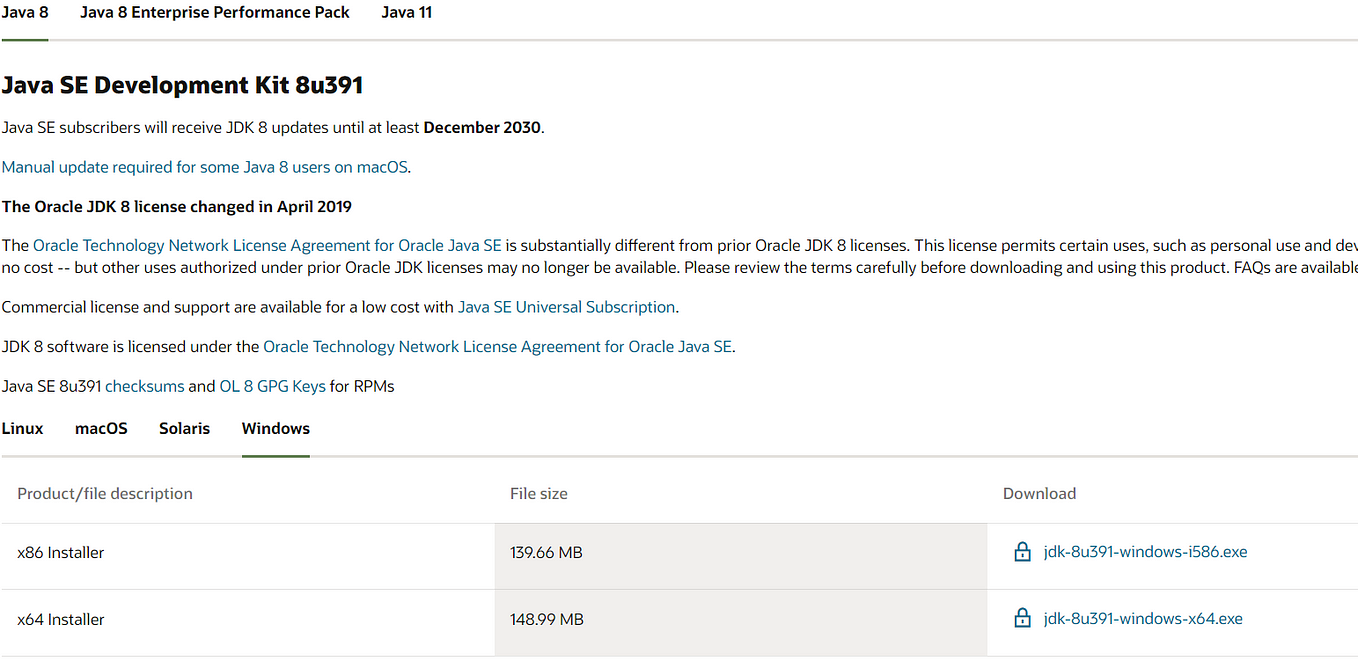 Java 8 Java 8 Enterprise Performance Pack Java 11
Java SE Development Kit 8u391
Java SE subscribers will receive JDK 8 updates until at least December 2030.
Manual update required for some Java 8 users on macOS.
The Oracle JDK 8 license changed in April 2019
The Oracle Technology Network License Agreement for Oracle Java SE is substantially different from prior Oracle JDK 8 licenses. This license permits certain uses, such as personal use and dev
no cost -- but other uses authorized under prior Oracle JDK licenses may no longer be available. Please review the terms carefully before downloading and using this product. FAQs are available
Commercial license and support are available for a low cost with Java SE Universal Subscription.
JDK 8 software is licensed under the Oracle Technology Network License Agreement for Oracle Java SE.
Java SE 8u391 checksums and OL 8 GPG Keys for RPMs
Linux macOS Solaris Windows
Product/file description File size Download
x86 Installer 139.66 MB jdk-8u391-windows-i586.exe
x64 Installer 148.99 MB jdk-8u391-windows-x64.exe